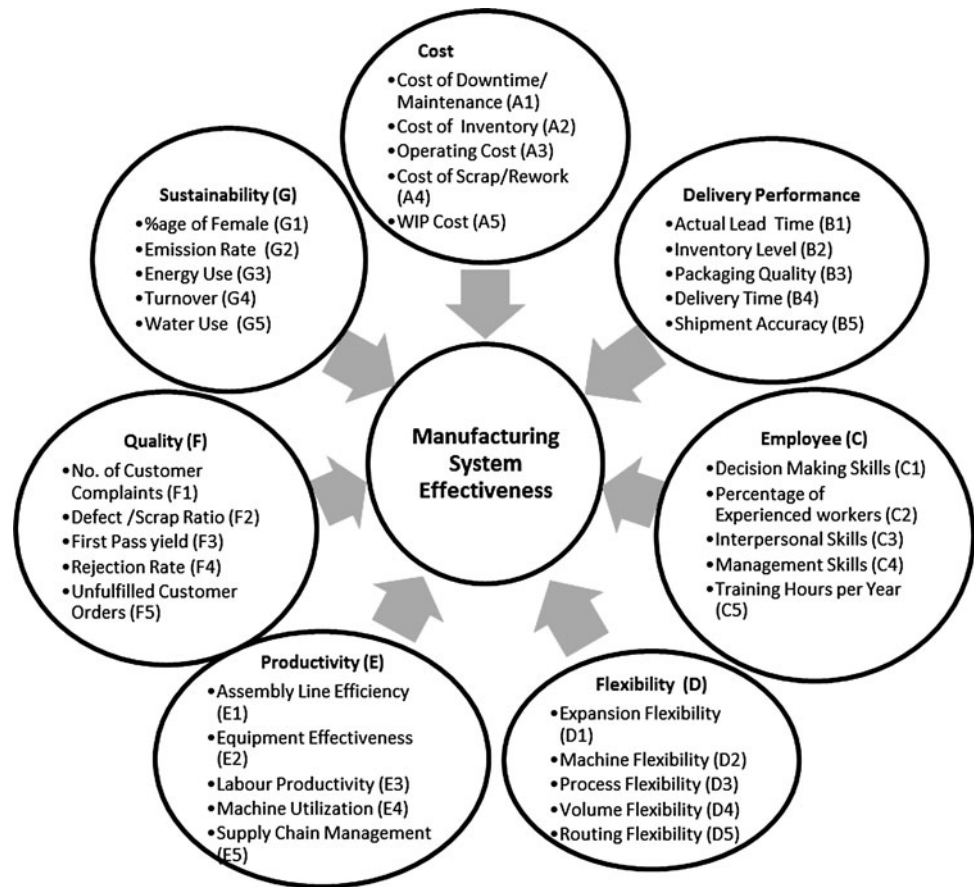 Cost
•Cost of Downtime/
Maintenance (A1)
•Cost of Inventory (A2)
•Operating Cost (A3)
•Cost of Scrap/Rework
(A4)
•WIP Cost (A5)
Delivery Performance
•Actual Lead Time (B1)
•Inventory Level (B2)
•Packaging Quality (B3)
•Delivery Time (B4)
•Shipment Accuracy (B5)
Employee (C)
•Decision Making Skills (C1)
•Percentage of
Experienced workers (C2)
•Interpersonal Skills (C3)
•Management Skills (C4)
•Training Hours per Year
(C5)
Flexibility (D)
•Expansion Flexibility
(D1)
•Machine Flexibility (D2)
•Process Flexibility (D3)
•Volume Flexibility (D4)
•Routing Flexibility (D5)
Productivity (E)
•Assembly Line Efficiency
(E1)
•Equipment Effectiveness
(E2)
•Labour Productivity (E3)
•Machine Utilization (E4)
•Supply Chain Management
(E5)
Quality (F)
•No. of Customer
Complaints (F1)
•Defect /Scrap Ratio (F2)
•First Pass yield (F3)
•Rejection Rate (F4)
•Unfulfilled Customer
Orders (F5)
Sustainability (G)
•%age of Female (G1)
•Emission Rate (G2)
•Energy Use (G3)
•Turnover (G4)
•Water Use (G5)
Manufacturing
System
Effectiveness